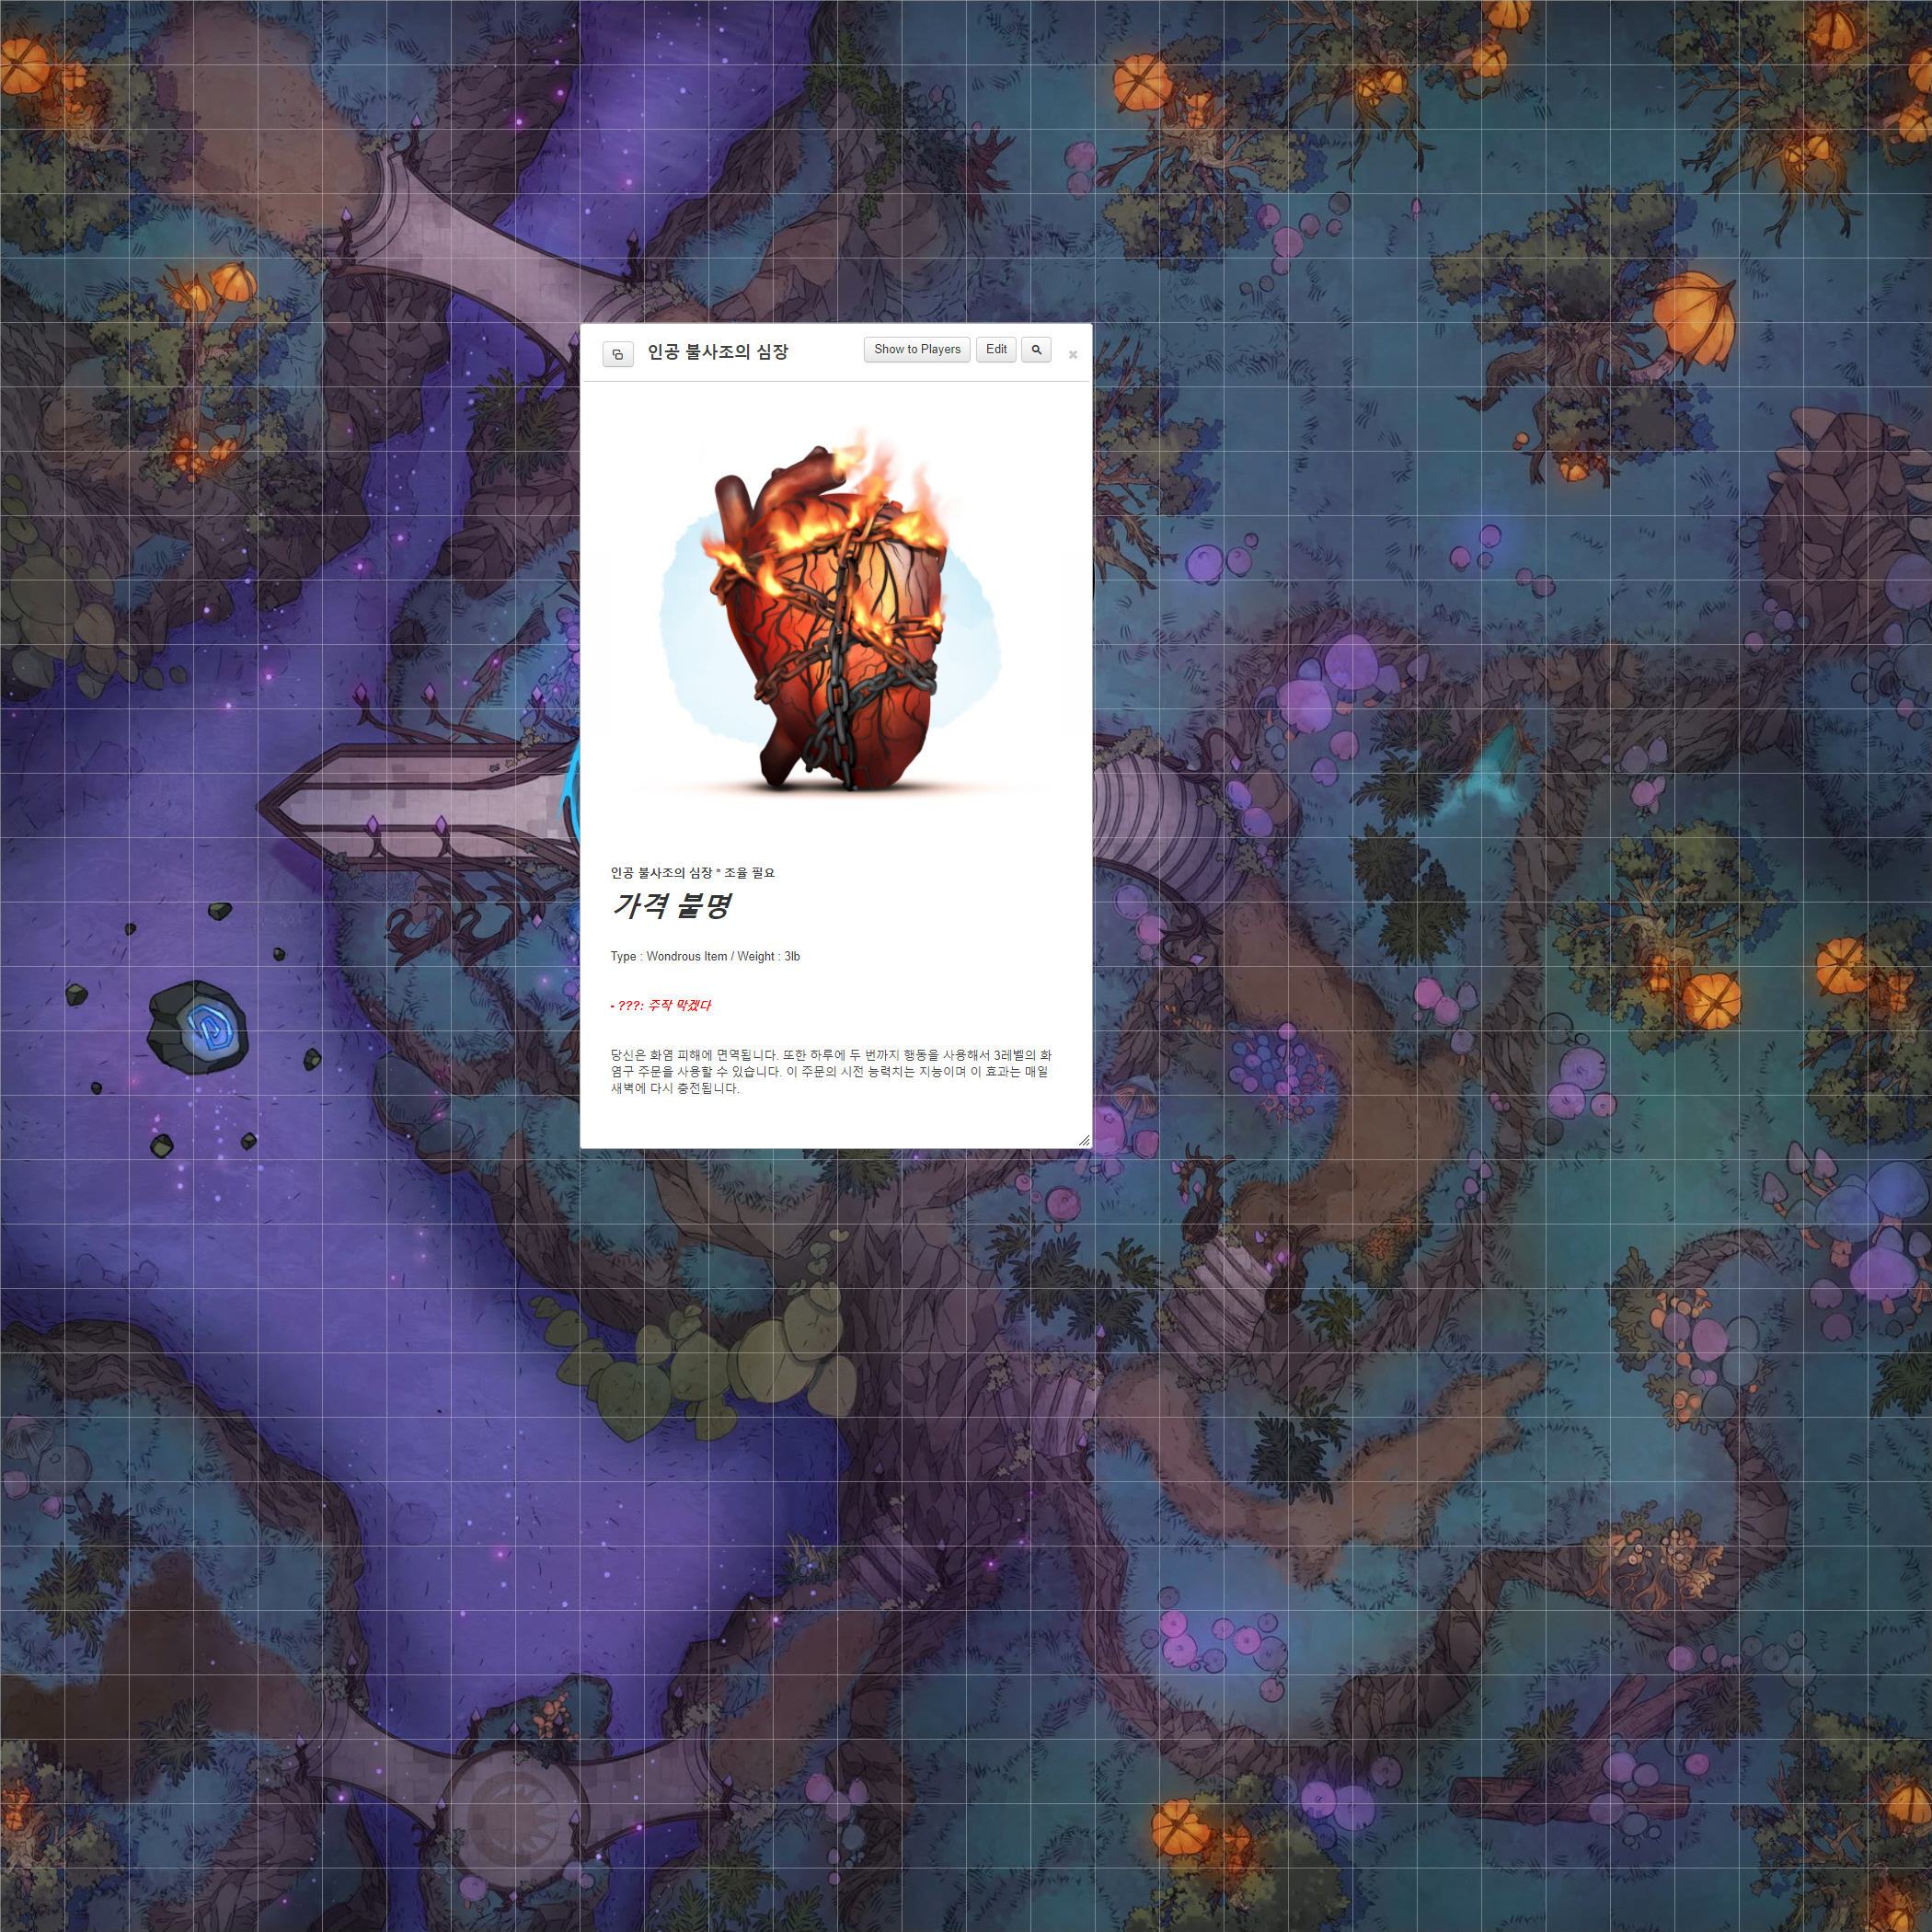 인공 불사조의 심장
Show to Players
Edit
인공 불사조의 심장 * 조율 필요
가격 불명
Type : Wondrous Item / Weight : 3lb
- ???: 주작 막겠다
당신은 화염 피해에 면역됩니다. 또한 하루에 두 번까지 행동을 사용해서 3레벨의 화
염구 주문을 사용할 수 있습니다. 이 주문의 시전 능력치는 지능이며 이 효과는 매일
새벽에 다시 충전됩니다.